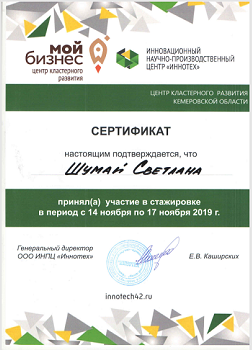 МОЙ
БИЗНЕС
центр кластерного
развития
ИННОВАЦИОННЫЙ
НАУЧНО-ПРОИЗВОДСТВЕННЫЙ
ЦЕНТР «ИННОТЕХ»
ЦЕНТР КЛАСТЕРНОГО РАЗВИТИЯ
КЕМЕРОВСКОЙ ОБЛАСТИ
СЕРТИФИКАТ
настоящим подтверждается, что
Шумай Светлана
принял(а) участие в стажировке
в период с 14 ноября по 17 ноября 2019 г.
Генеральный директор
ООО ИНПЦ «Иннотех»
Е.В. Каширских
innotech42.ru